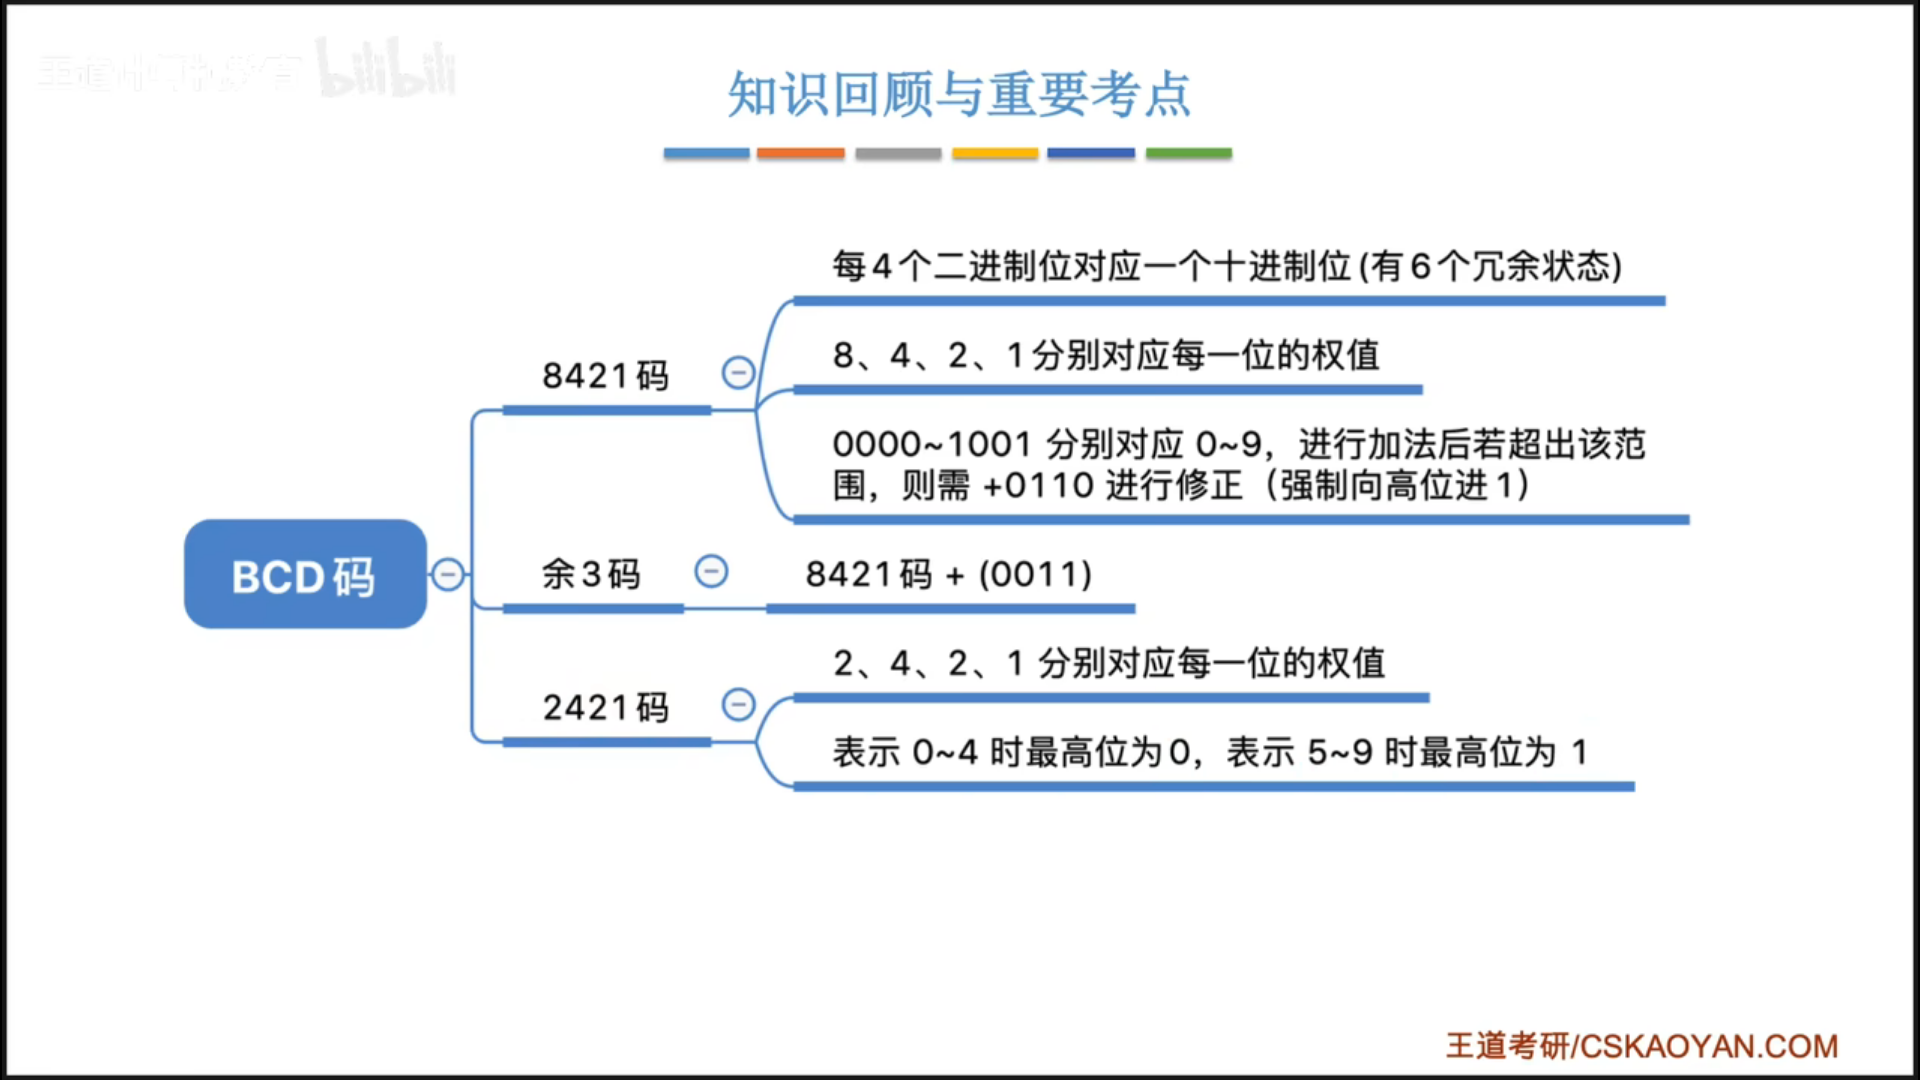 bilibili
知识回顾与重要考点
每4个二进制位对应一个十进制位(有6个冗余状态)
8、4、2、1分别对应每一位的权值
8421码
0000~1001 分别对应 0~9，进行加法后若超出该范
围，则需 +0110 进行修正（强制向高位进1）
BCD码
余3码
8421码 + (0011)
2、4、2、1 分别对应每一位的权值
2421码
表示 0~4 时最高位为0，表示 5~9 时最高位为 1
王道考研/CSKAOYAN.COM